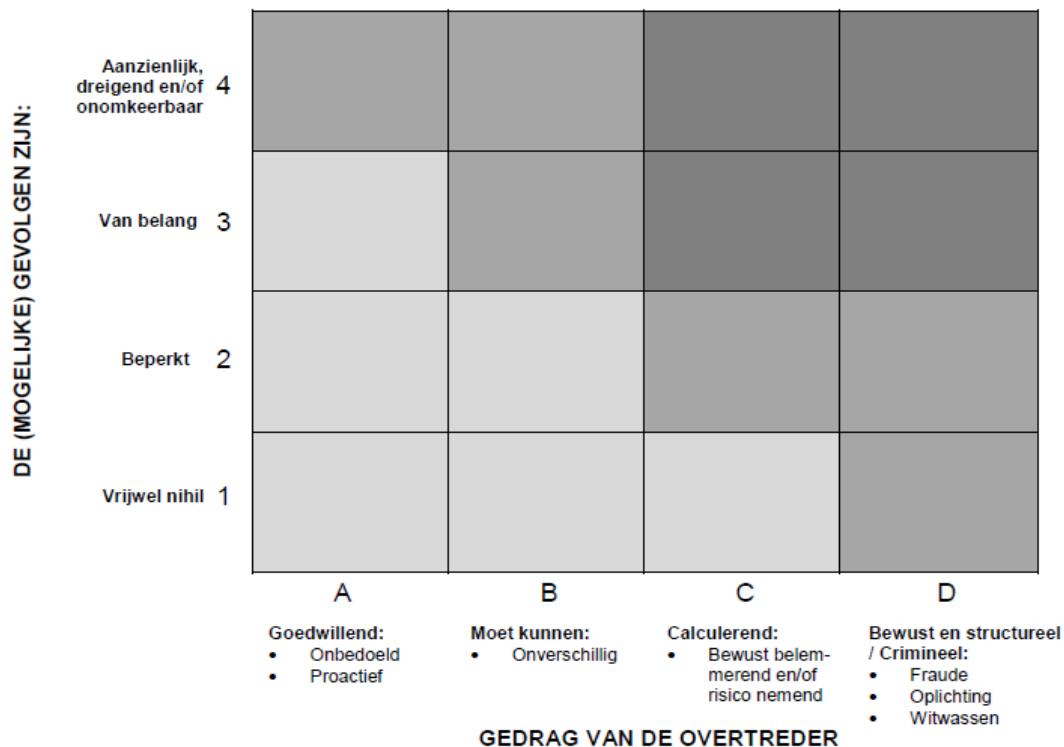 DE (MOGELIJKE) GEVOLGEN ZIJN:
Aanzienlijk,
dreigend en/of
onomkeerbaar
4
Van belang 3
Beperkt 2
Vrijwel nihil 1
A
B
C
D
Goedwillend:
• Onbedoeld
• Proactief
Moet kunnen:
• Onverschillig
Calculerend:
• Bewust belem-
merend en/of
risico nemend
Bewust en structureel
/ Crimineel:
• Fraude
• Oplichting
• Witwassen
GEDRAG VAN DE OVERTREDER